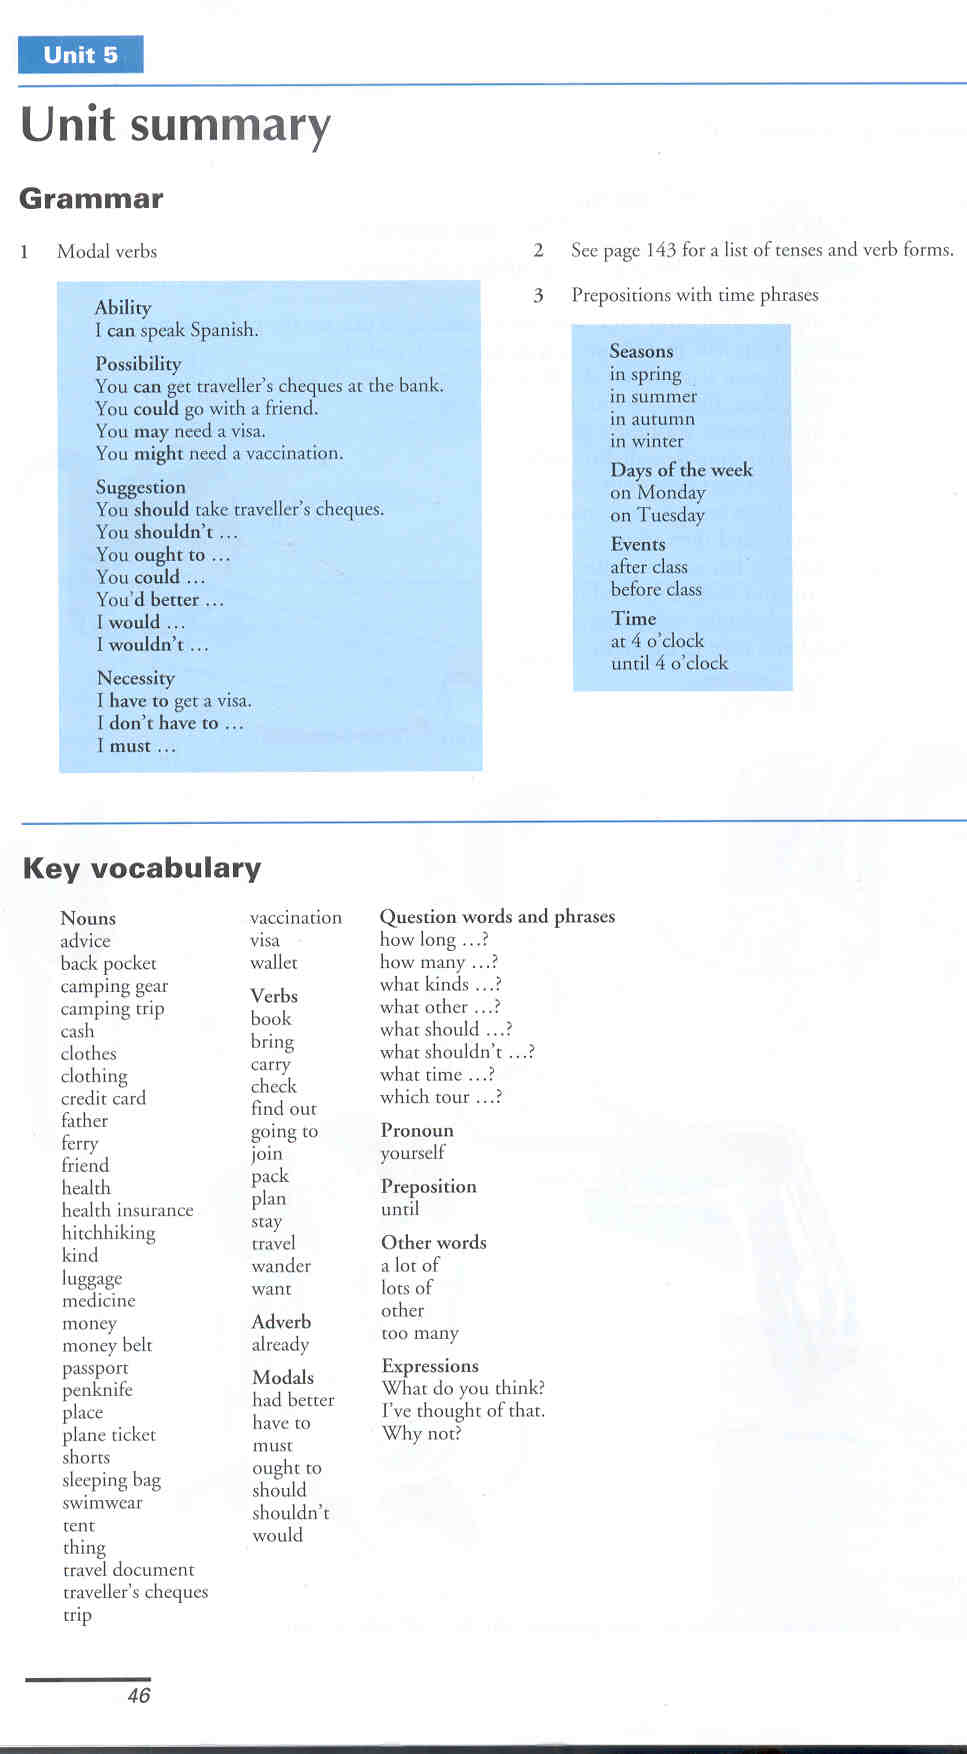 Unit 5
Unit summary
Grammar
1 Modal verbs
Ability
I can speak Spanish.
Possibility
You can get traveller's cheques at the bank.
You could go with a friend.
You may need a visa.
You might need a vaccination.
Suggestion
You should take traveller's cheques.
You shouldn't ...
You ought to ...
You could ...
You'd better ...
I would ...
I wouldn't ...
Necessity
I have to get a visa.
I don't have to ...
I must ...
2 See page 143 for a list of tenses and verb forms.
3 Prepositions with time phrases
Seasons
in spring
in summer
in autumn
in winter
Days of the week
on Monday
on Tuesday
Events
after class
before class
Time
at 4 o'clock
until 4 o'clock
Key vocabulary
Nouns
advice
back pocket
camping gear
camping trip
cash
clothes
clothing
credit card
father
ferry
friend
health
health insurance
hitchhiking
kind
luggage
medicine
money
money belt
passport
penknife
place
plane ticket
shorts
sleeping bag
swimwear
tent
thing
travel document
traveller's cheques
trip
vaccination
visa
wallet
Verbs
book
bring
carry
check
find out
going to
join
pack
plan
stay
travel
wander
want
Adverb
already
Modals
had better
have to
must
ought to
should
shouldn't
would
Question words and phrases
how long ...?
how many ...?
what kinds ...?
what other ...?
what should ...?
what shouldn't ...?
what time ...?
which tour ...?
Pronoun
yourself
Preposition
until
Other words
a lot of
lots of
other
too many
Expressions
What do you think?
I've thought of that.
Why not?
46